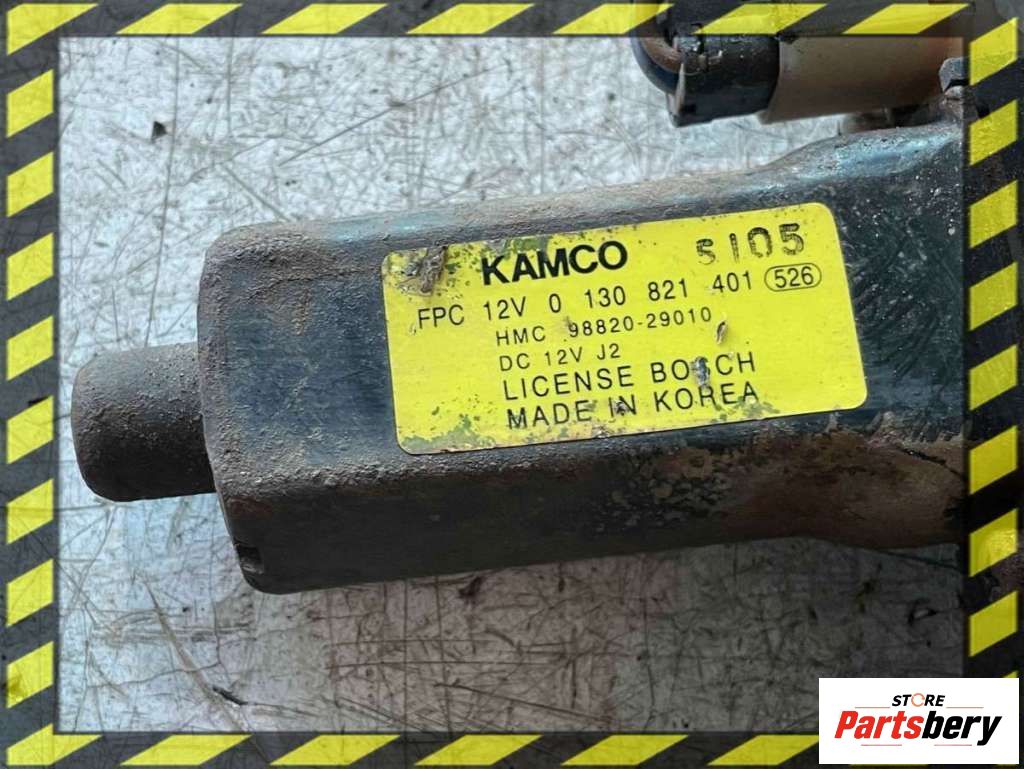 KAMCO S105
FPC 12V 0 130 821 401 526
HMC 98820-29010
DC 12V J2
LICENSE BOSCH
MADE IN KOREA
STORE
Partsbery